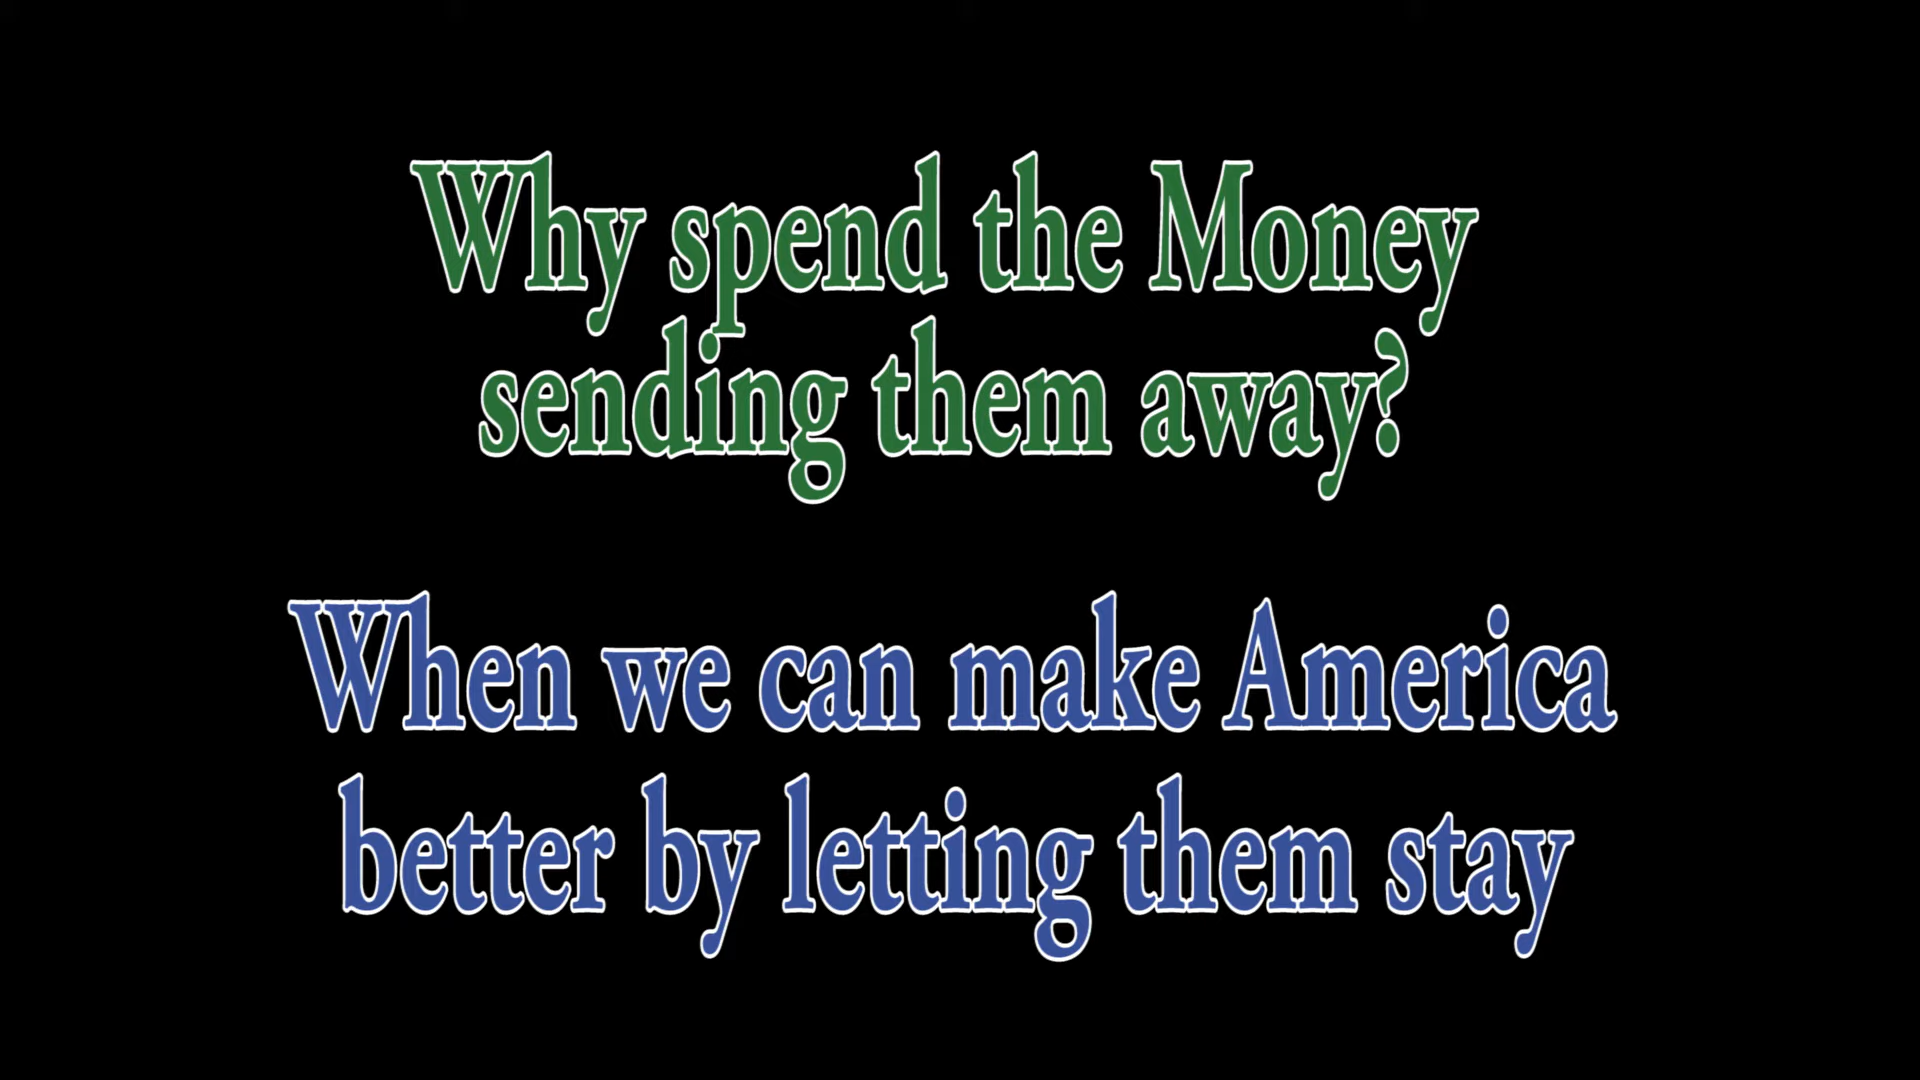 Why spend the Money
sending them away?
When we can make America
better by letting them stay